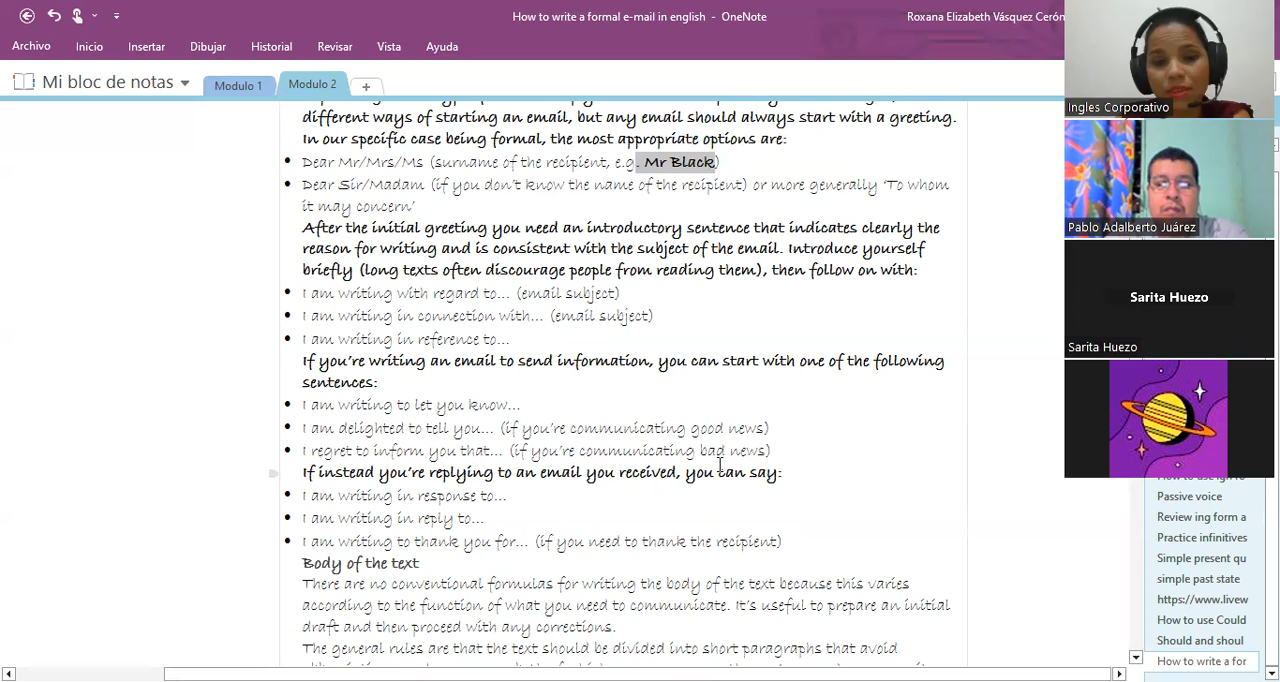 How to write a formal e-mail in english - OneNote
Roxana Elizabeth Vásquez Cerón
Archivo Inicio Insertar Dibujar Historial Revisar Vista Ayuda
Mi bloc de notas Modulo 1 Modulo 2 +
different ways of starting an email, but any email should always start with a greeting.
In our specific case being formal, the most appropriate options are:
Dear Mr/Mrs/Ms (surname of the recipient, e.g. Mr Black)
Dear Sir/Madam (if you don't know the name of the recipient) or more generally 'To whom
it may concern'
After the initial greeting you need an introductory sentence that indicates clearly the
reason for writing and is consistent with the subject of the email. Introduce yourself
briefly (long texts often discourage people from reading them), then follow on with:
I am writing with regard to... (email subject)
I am writing in connection with... (email subject)
I am writing in reference to...
If you're writing an email to send information, you can start with one of the following
sentences:
I am writing to let you know...
I am delighted to tell you... (if you're communicating good news)
I regret to inform you that... (if you're communicating bad news)
If instead you're replying to an email you received, you can say:
I am writing in response to...
I am writing in reply to...
I am writing to thank you for... (if you need to thank the recipient)
Body of the text
There are no conventional formulas for writing the body of the text because this varies
according to the function of what you need to communicate. It's useful to prepare an initial
draft and then proceed with any corrections.
The general rules are that the text should be divided into short paragraphs that avoid
Ingles Corporativo
Pablo Adalberto Juárez
Sarita Huezo
Sarita Huezo
Passive voice
Review ing form a
Practice infinitives
Simple present qu
simple past state
https://www.livew
How to use Could
Should and shoul
How to write a for